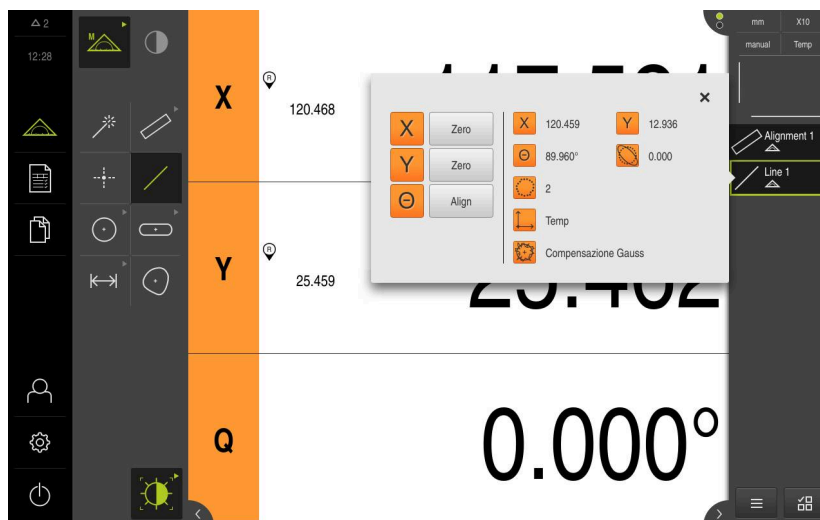 2
12:28
M
X
R
120.468
Y
R
25.459
Q
0.000°
X Zero
Y Zero
Θ Align
X 120.459
Y 12.936
Θ 89.960°
0.000
2
Temp
Compensazione Gauss
mm X10
manual Temp
Alignment 1
Line 1